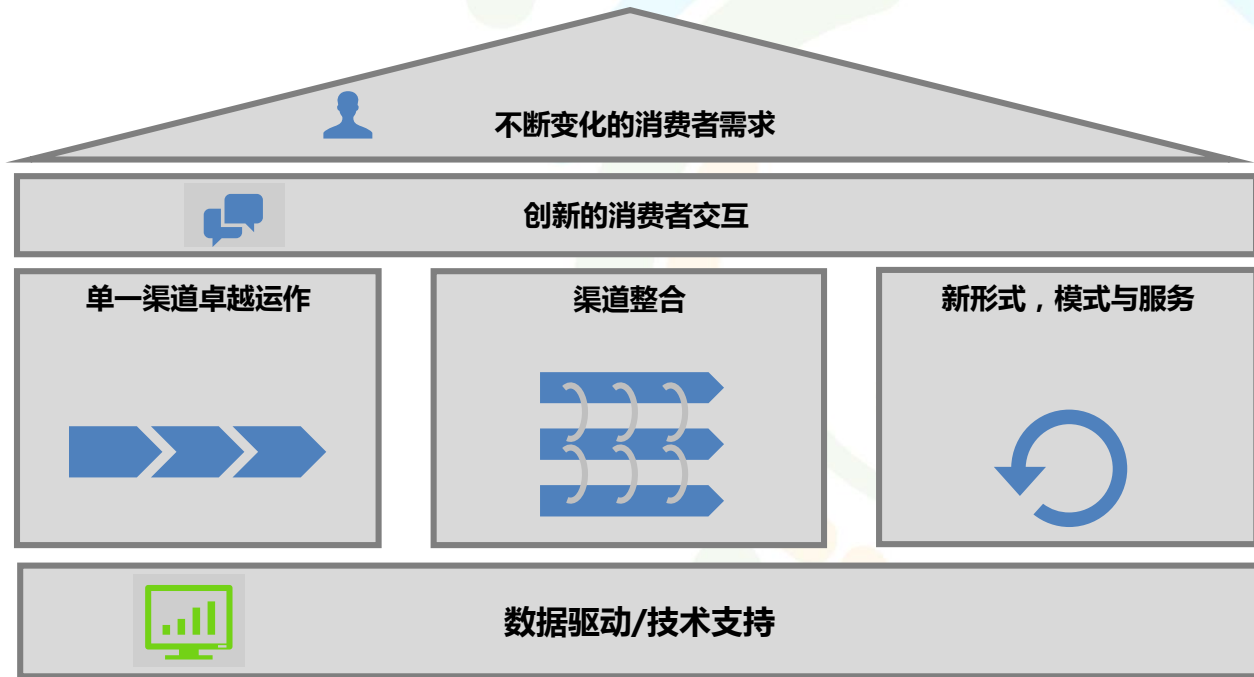 不断变化的消费者需求
创新的消费者交互
单一渠道卓越运作
渠道整合
新形式，模式与服务
数据驱动/技术支持